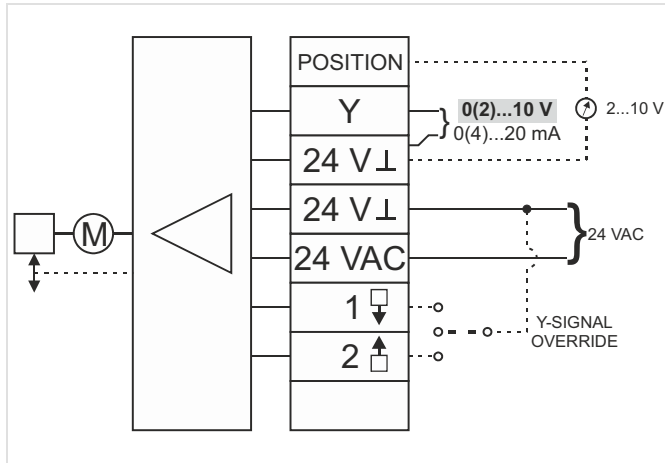 POSITION
Y
0(2)...10 V
2...10 V
0(4)...20 mA
24 V ⊥
24 V ⊥
M
24 VAC
24 VAC
1
Y-SIGNAL
OVERRIDE
2